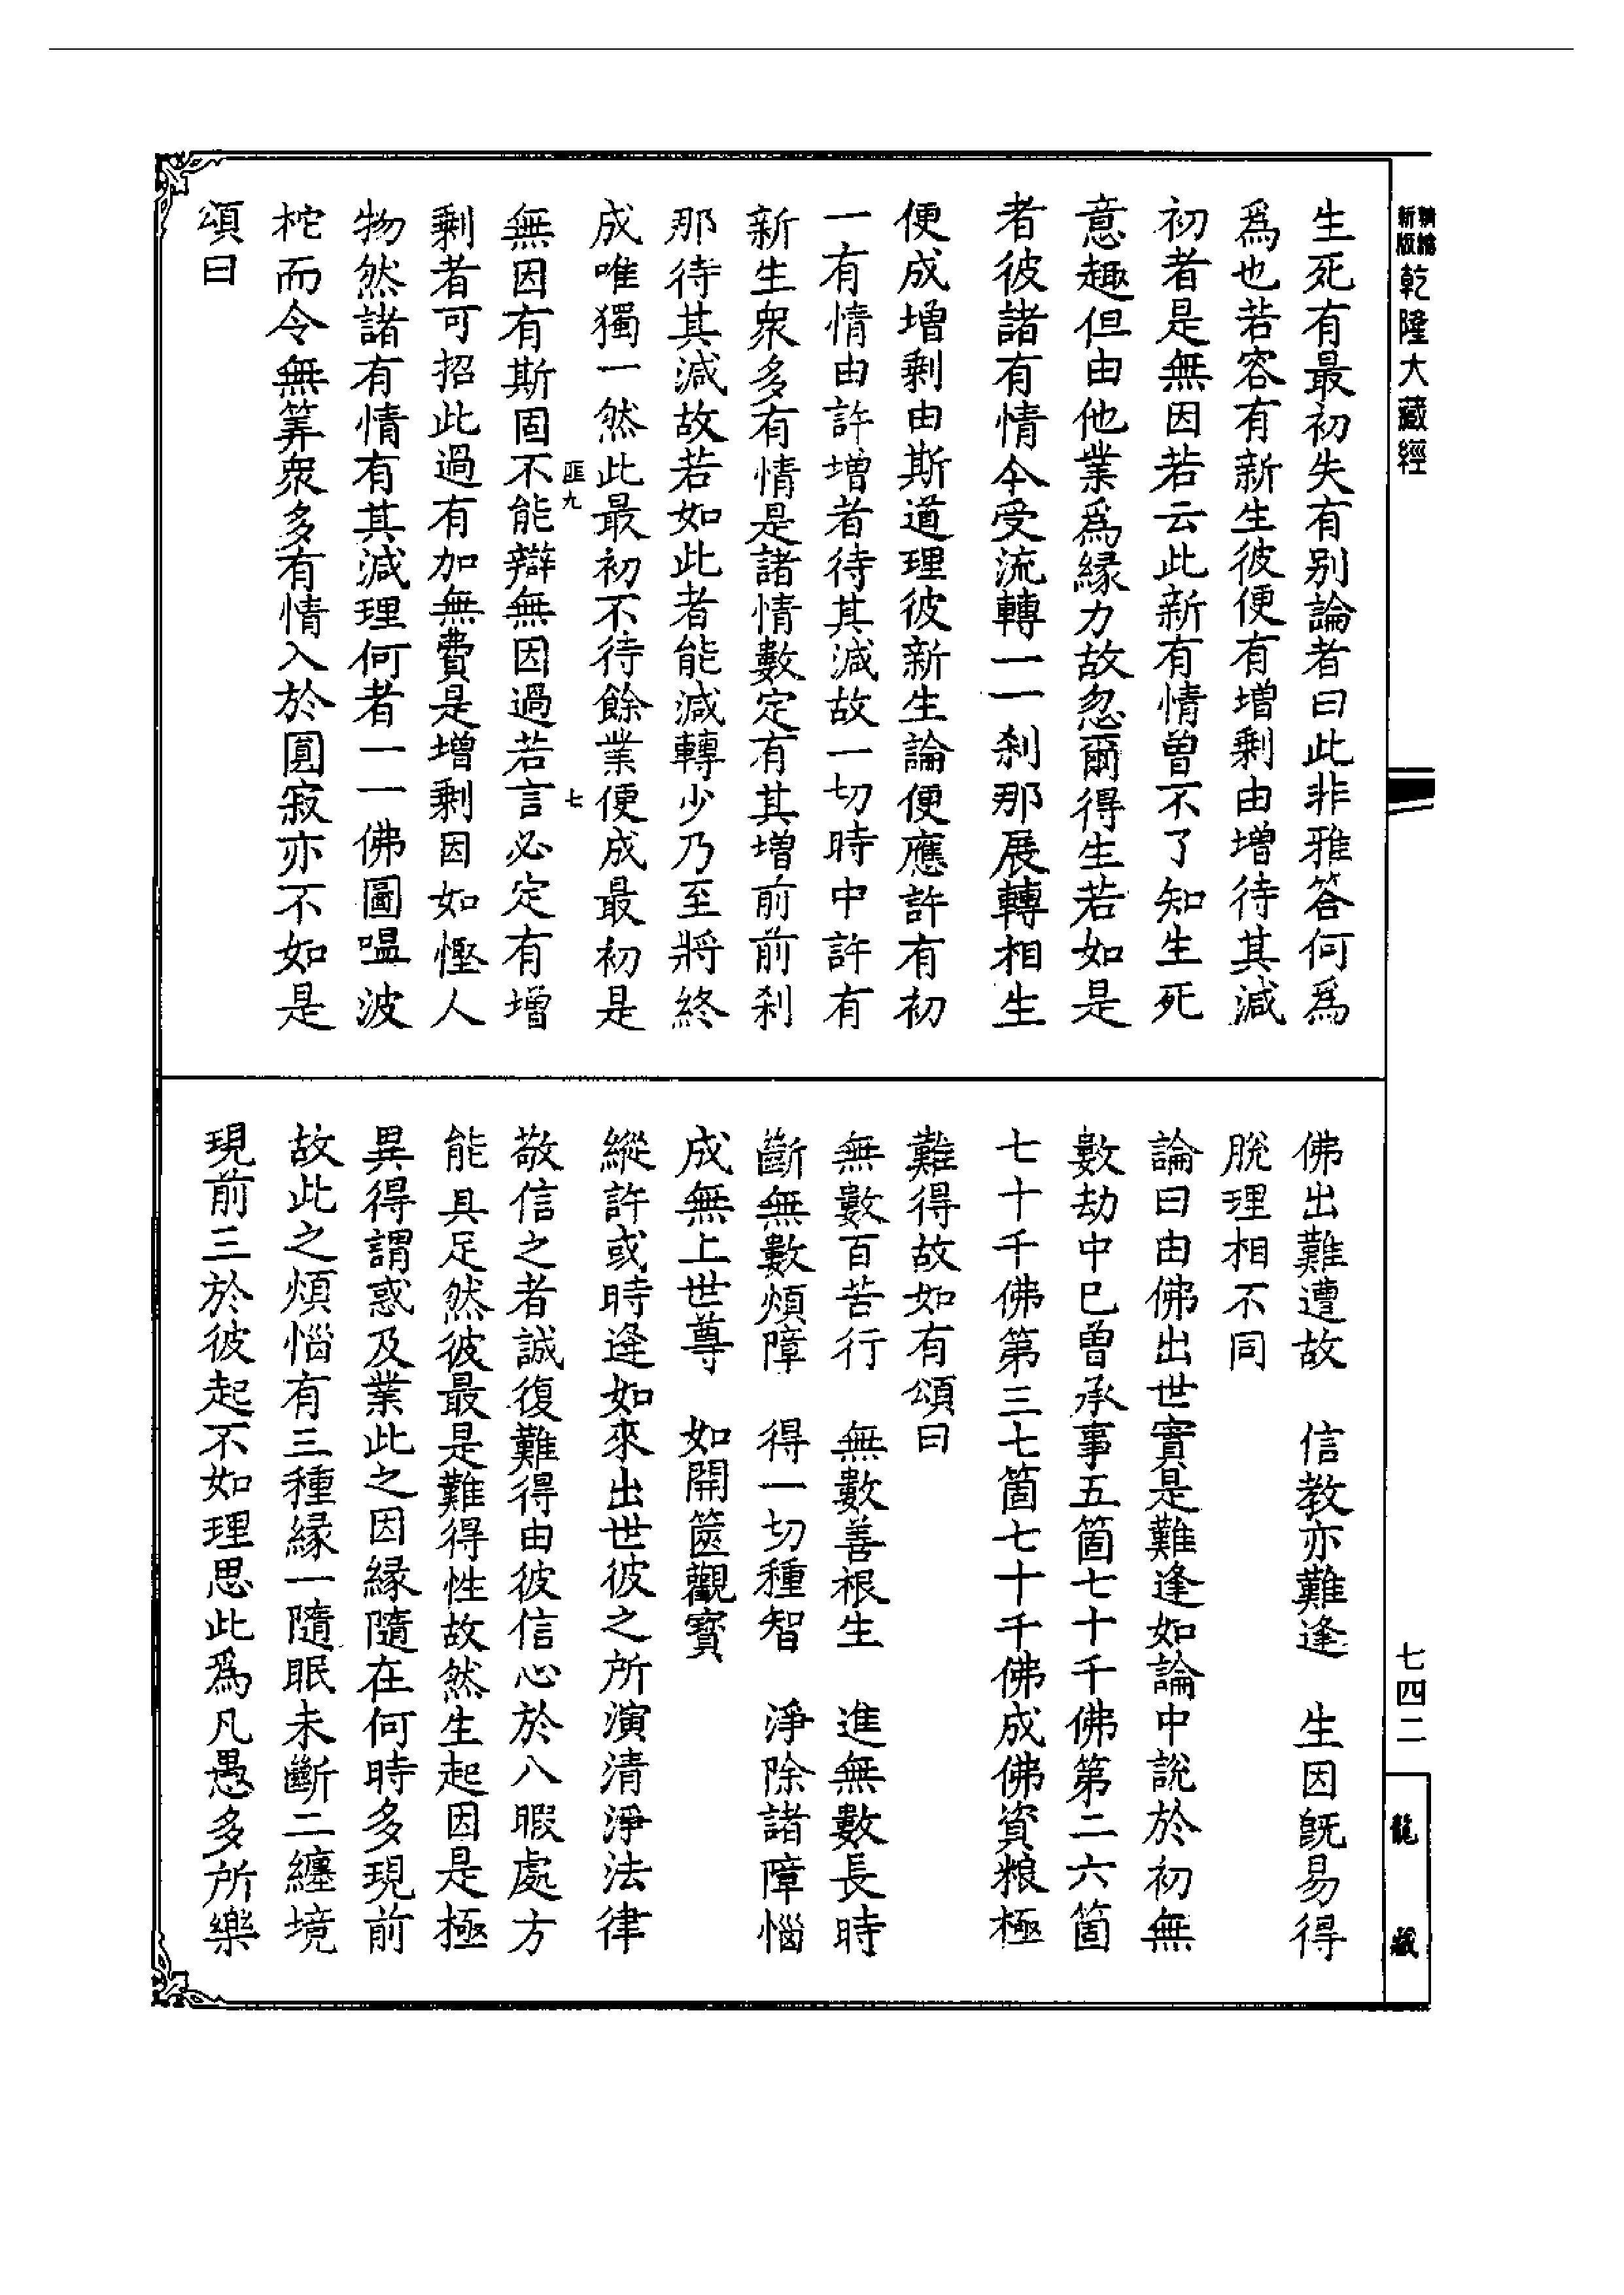 新編
新版
乾隆大藏經
生死有最初失有別論者曰此非雅答何爲
爲也若容有新生彼便有增剩由增待其減
初者是無因若云此新有情曾不了知生死
意趣但由他業爲緣力故忽爾得生若如是
者彼諸有情今受流轉一一剎那展轉相生
便成增剩由斯道理彼新生論便應許有初
一有情由許增者待其減故一切時中許有
新生衆多有情是諸情數定有其增前前剎
那待其減故若如此者能減轉少乃至將終
成唯獨一然此最初不待餘業便成最初是
匪九
七
無因有斯固不能辯無因過若言必定有增
剩者可招此過有加無費是增剩因如慳人
物然諸有情有其減理何者一一佛圖嗢波
柁而令無筭衆多有情入於圓寂亦不如是
頌曰
佛出難遭故　信教亦難逢　生因旣易得
脫理相不同
論曰由佛出世實是難逢如論中說於初無
數劫中巳曾承事五箇七十千佛第二六箇
七十千佛第三七箇七十千佛成佛資粮極
難得故如有頌曰
無數百苦行　無數善根生　進無數長時
斷無數煩障　得一切種智　淨除諸障惱
成無上世尊　如開篋觀寳
縱許或時逢如來出世彼之所演清淨法律
敬信之者誠復難得由彼信心於八暇處方
能具足然彼最是難得性故然生起因是極
異得謂惑及業此之因緣隨在何時多現前
故此之煩惱有三種緣一隨眠未斷二纏境
現前三於彼起不如理思此爲凡愚多所樂
七四二
龍藏